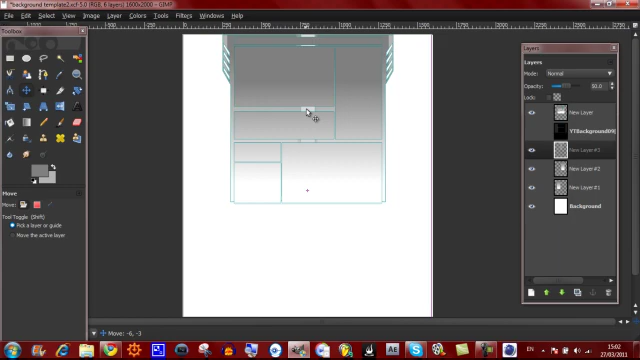 *background template2.xcf-5.0 (RGB, 6 layers) 1600x2000 – GIMP
File Edit Select View Image Layer Colors Tools Filters Windows Help
Toolbox
Move
Move:
Tool Toggle (Shift)
Pick a layer or guide
Move the active layer
Move: -6, -3
Layers
Layers
Mode: Normal
Opacity: 50.0
Lock:
New Layer
YTBackground09
New Layer#3
New Layer#2
New Layer#1
Background
Ae
EN
15:02
27/03/2011